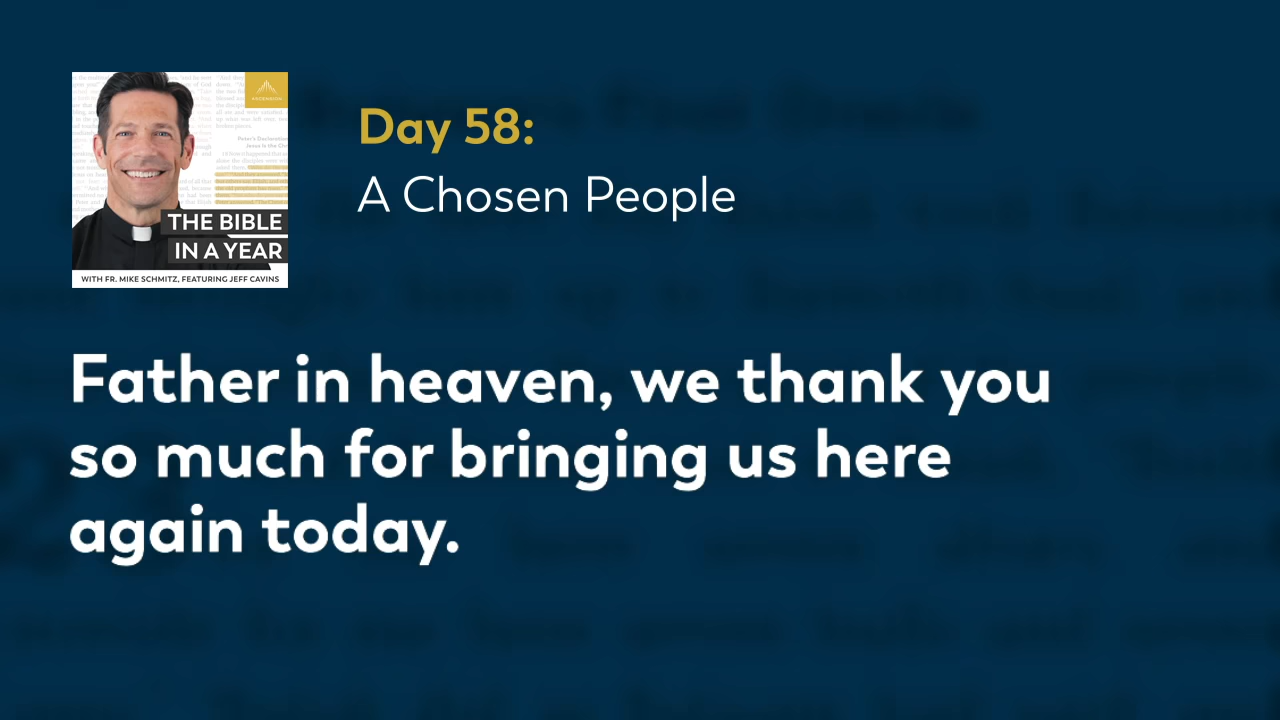 Day 58:
A Chosen People
ASCENSION
THE BIBLE
IN A YEAR
WITH FR. MIKE SCHMITZ, FEATURING JEFF CAVINS
Father in heaven, we thank you
so much for bringing us here
again today.